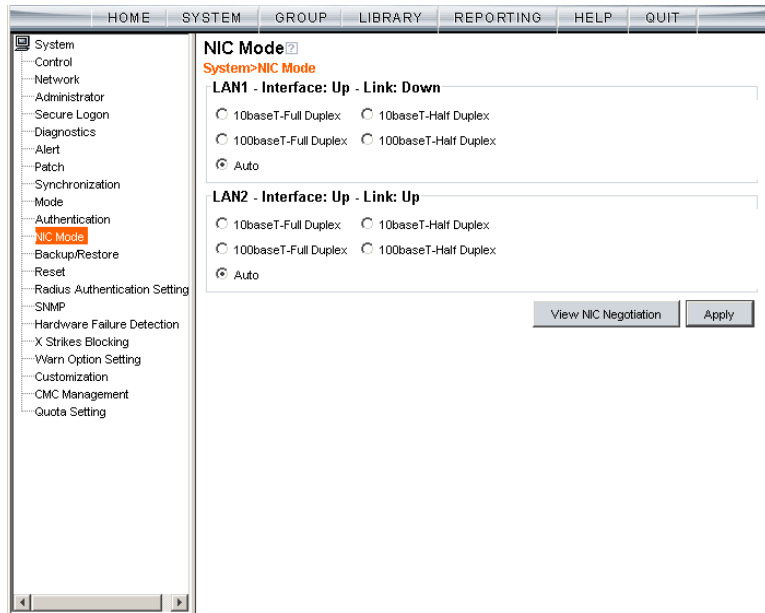 HOME SYSTEM GROUP LIBRARY REPORTING HELP QUIT
System
Control
Network
Administrator
Secure Logon
Diagnostics
Alert
Patch
Synchronization
Mode
Authentication
NIC Mode
Backup/Restore
Reset
Radius Authentication Setting
SNMP
Hardware Failure Detection
X Strikes Blocking
Warn Option Setting
Customization
CMC Management
Quota Setting
NIC Mode ?
System>NIC Mode
LAN1 - Interface: Up - Link: Down
10baseT-Full Duplex 10baseT-Half Duplex
100baseT-Full Duplex 100baseT-Half Duplex
Auto
LAN2 - Interface: Up - Link: Up
10baseT-Full Duplex 10baseT-Half Duplex
100baseT-Full Duplex 100baseT-Half Duplex
Auto
View NIC Negotiation Apply